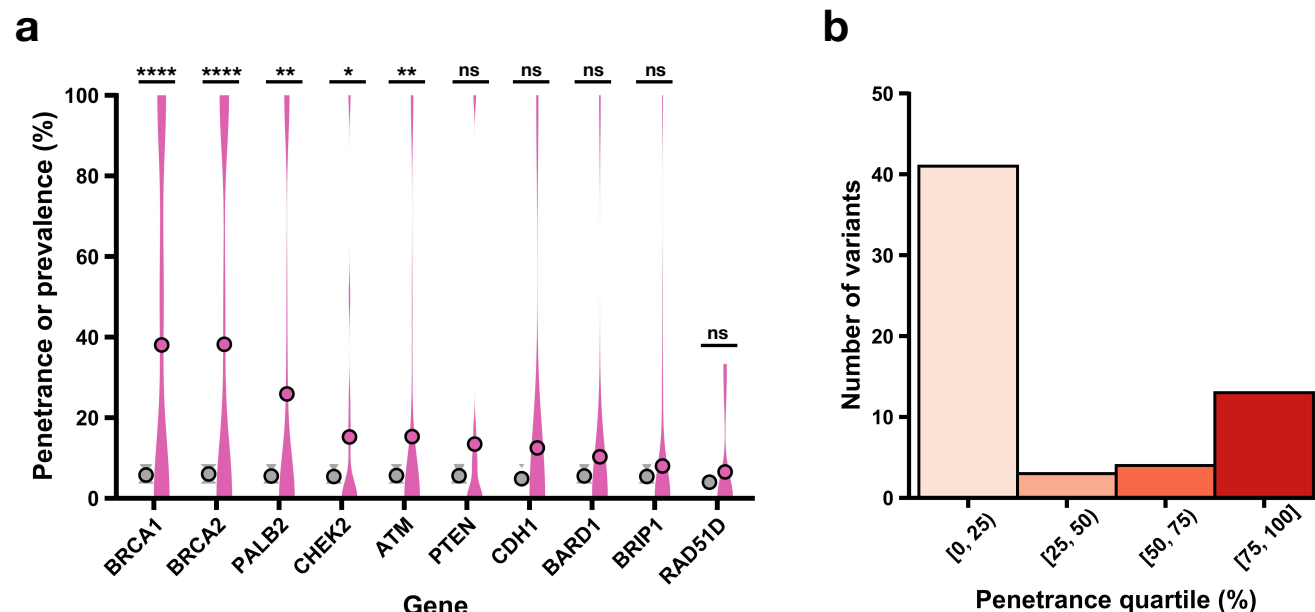 a
**** **** ** * ** ns ns ns ns
ns
Penetrance or prevalence (%)
100
80
60
40
20
0
BRCA1 BRCA2 PALB2 CHEK2 ATM PTEN CDH1 BARD1 BRIP1 RAD51D
Gene
b
Number of variants
50
40
30
20
10
0
[0, 25) [25, 50) [50, 75) [75, 100]
Penetrance quartile (%)